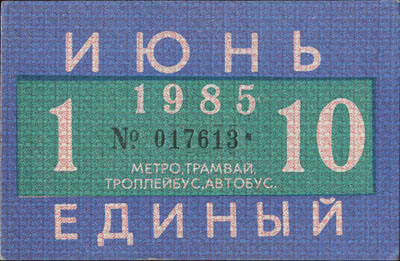 ИЮНЬ
1 1985 10
№ 017613*
МЕТРО, ТРАМВАЙ,
ТРОЛЛЕЙБУС, АВТОБУС.
ЕДИНЫЙ